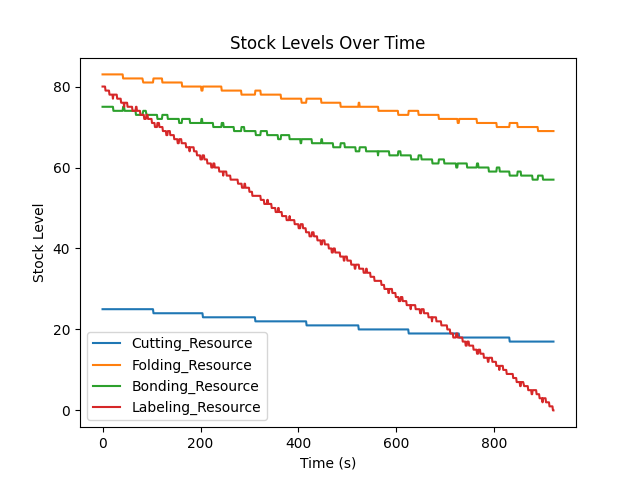 Stock Levels Over Time
Stock Level
80
60
40
20
0
Cutting_Resource
Folding_Resource
Bonding_Resource
Labeling_Resource
0 200 400 600 800
Time (s)